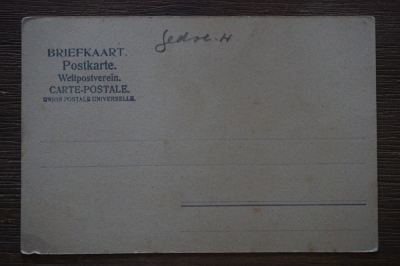 BRIEFKAART.
Postkarte.
Weltpostverein.
CARTE-POSTALE.
UNION POSTALE UNIVERSELLE.